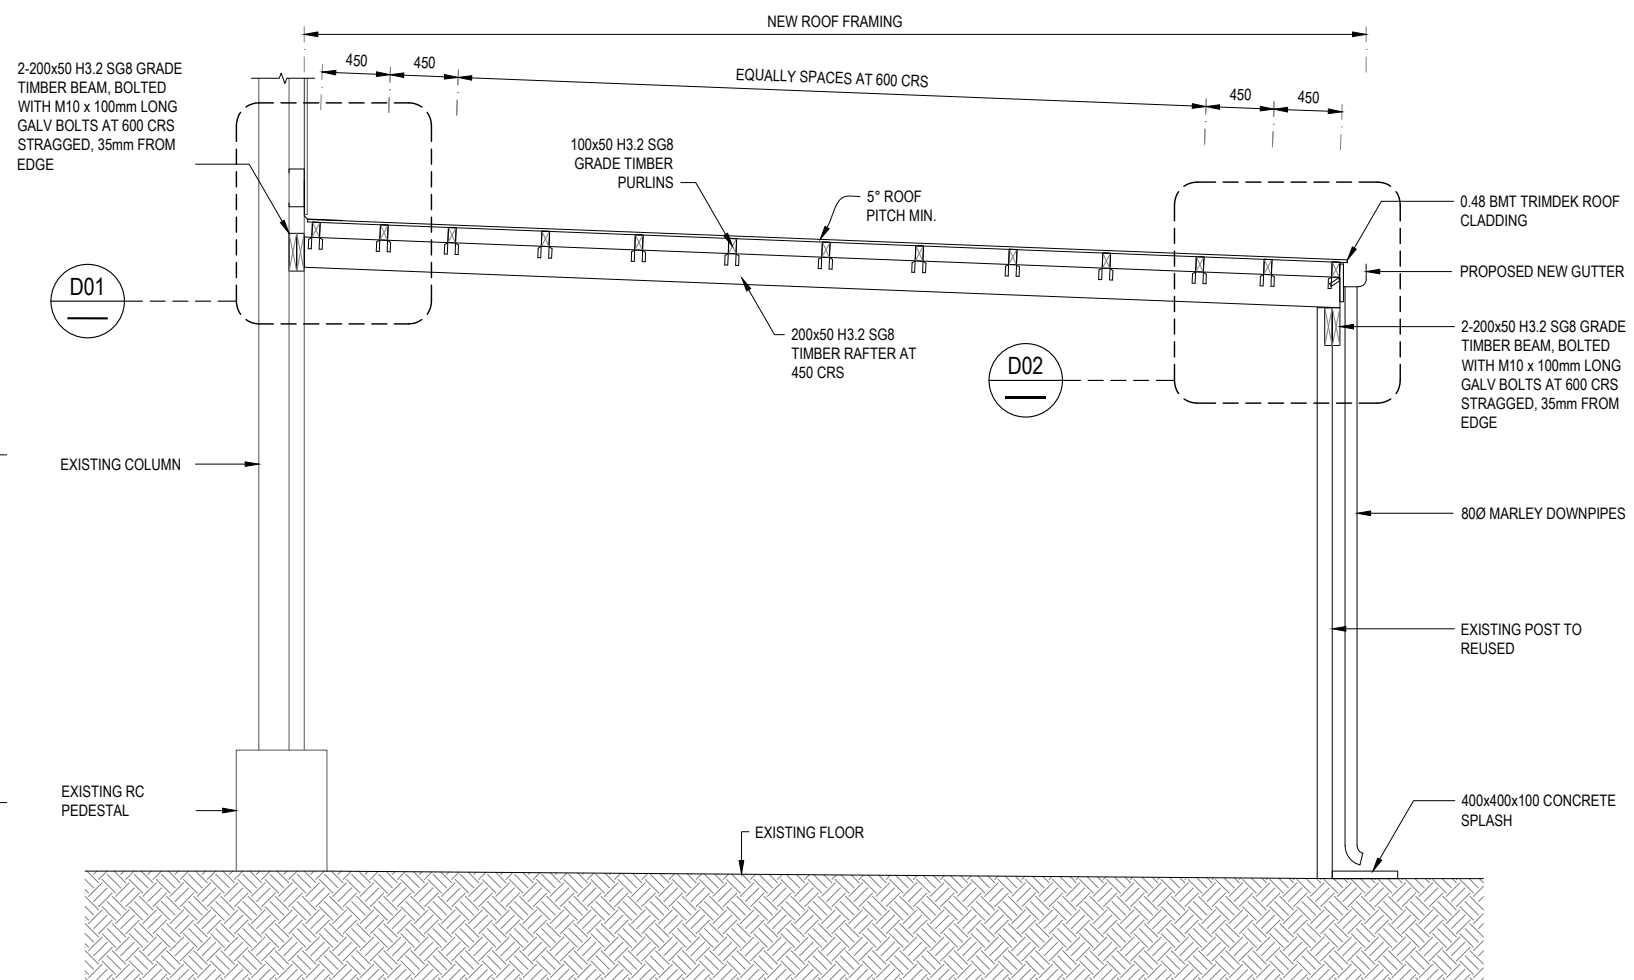 NEW ROOF FRAMING
2-200x50 H3.2 SG8 GRADE
TIMBER BEAM, BOLTED
WITH M10 x 100mm LONG
GALV BOLTS AT 600 CRS
STRAGGED, 35mm FROM
EDGE
450
450
EQUALLY SPACES AT 600 CRS
450
450
100x50 H3.2 SG8
GRADE TIMBER
PURLINS
5° ROOF
PITCH MIN.
0.48 BMT TRIMDEK ROOF
CLADDING
PROPOSED NEW GUTTER
D01
200x50 H3.2 SG8
TIMBER RAFTER AT
450 CRS
D02
2-200x50 H3.2 SG8 GRADE
TIMBER BEAM, BOLTED
WITH M10 x 100mm LONG
GALV BOLTS AT 600 CRS
STRAGGED, 35mm FROM
EDGE
EXISTING COLUMN
80Ø MARLEY DOWNPIPES
EXISTING POST TO
REUSED
EXISTING RC
PEDESTAL
EXISTING FLOOR
400x400x100 CONCRETE
SPLASH